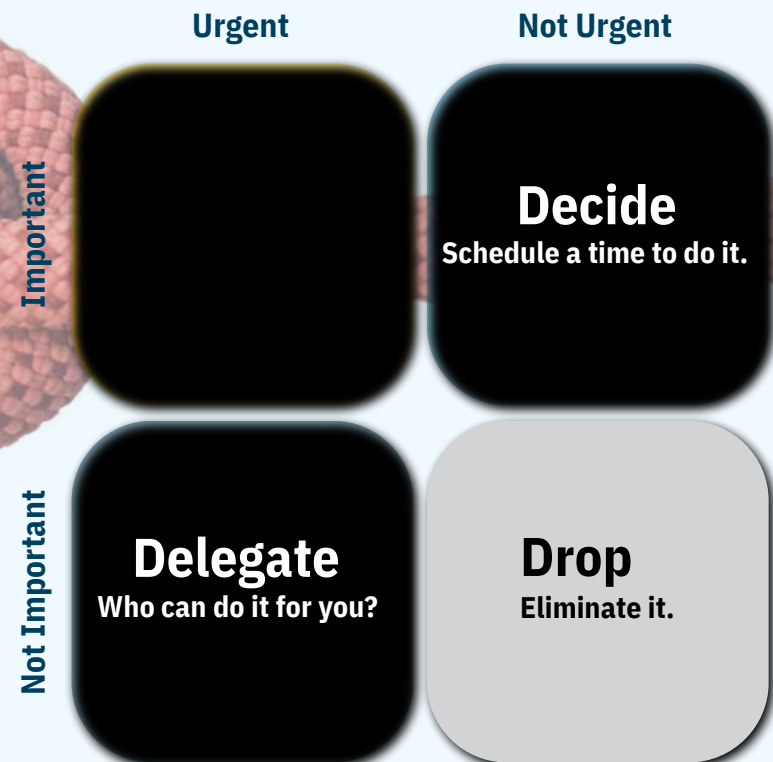 Urgent
Not Urgent
Important
Decide
Schedule a time to do it.
Not Important
Delegate
Who can do it for you?
Drop
Eliminate it.